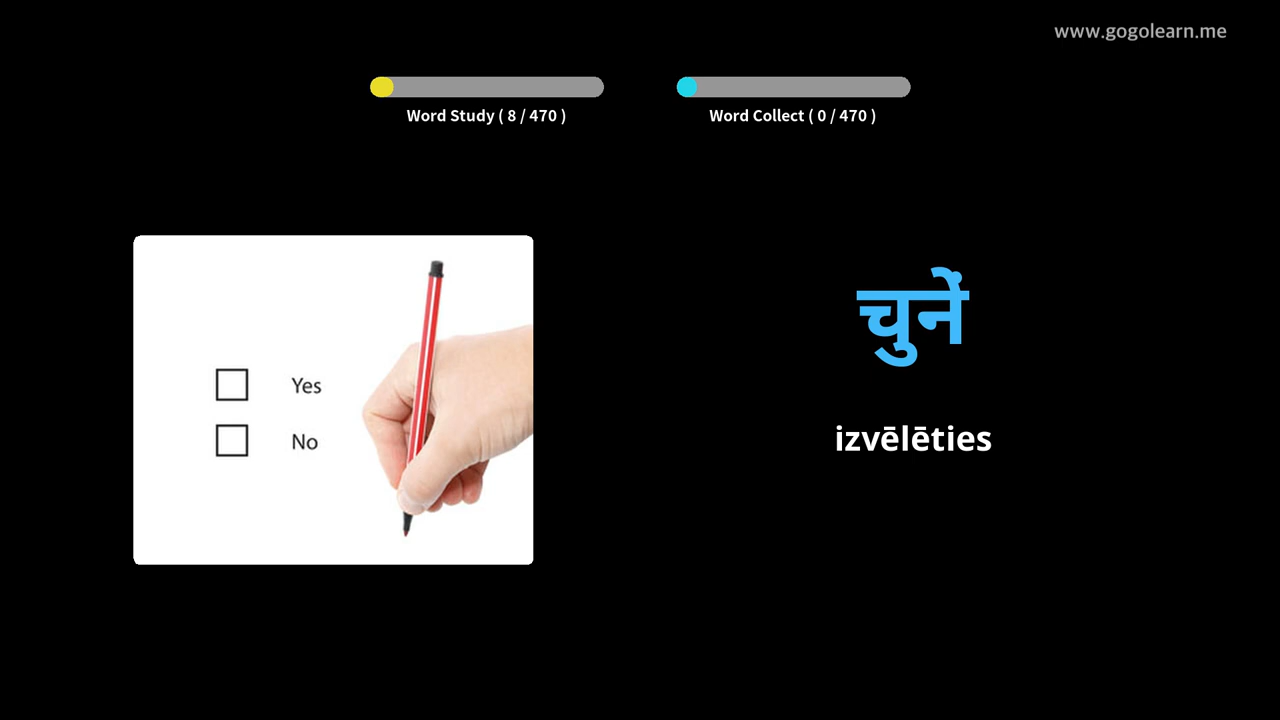 www.gogolearn.me
Word Study ( 8 / 470 )
Word Collect ( 0 / 470 )
Yes
No
चुनें
izvēlēties